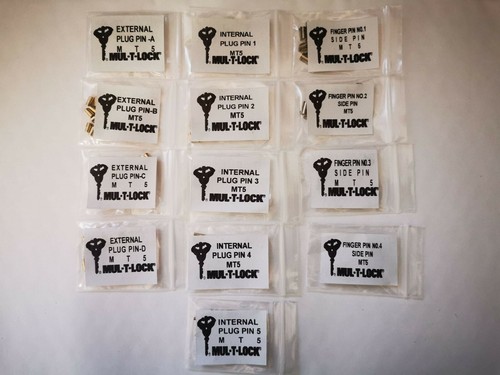 EXTERNAL
PLUG PIN -A
M T 5
MUL-T-LOCK
INTERNAL
PLUG PIN 1
MT5
MUL-T-LOCK
FINGER PIN NO.1
SIDE PIN
M T 6
MUL-T-LOCK
EXTERNAL
PLUG PIN-B
MT5
MUL-T-LOCK
INTERNAL
PLUG PIN 2
MT5
MUL-T-LOCK
FINGER PIN NO.2
SIDE PIN
MT5
MUL-T-LOCK
EXTERNAL
PLUG PIN-C
M T 5
MUL-T-LOCK
INTERNAL
PLUG PIN 3
MT5
MUL-T-LOCK
FINGER PIN NO.3
SIDE PIN
M T 5
MUL-T-LOCK
EXTERNAL
PLUG PIN-D
M T 5
MUL-T-LOCK
INTERNAL
PLUG PIN 4
MT5
MUL-T-LOCK
FINGER PIN NO.4
SIDE PIN
MT5
MUL-T-LOCK
INTERNAL
PLUG PIN 5
M T 5
MUL-T-LOCK